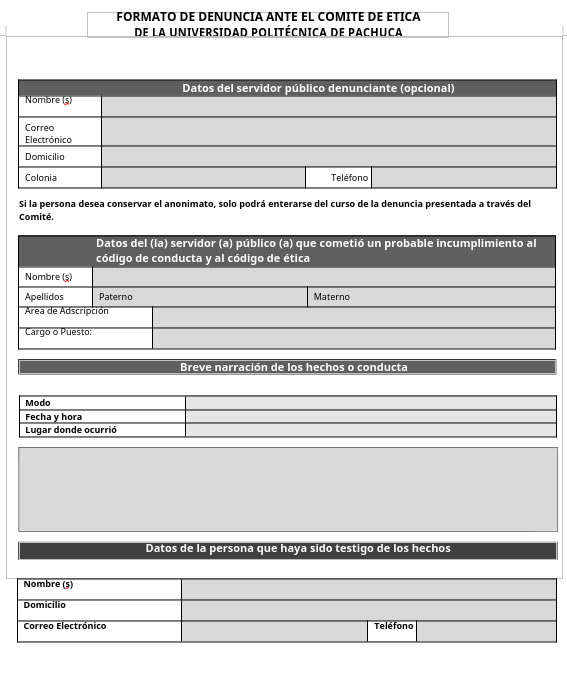 FORMATO DE DENUNCIA ANTE EL COMITE DE ETICA
DE LA UNIVERSIDAD POLITÉCNICA DE PACHUCA
Datos del servidor público denunciante (opcional)
Nombre (s)
Correo
Electrónico
Domicilio
Colonia Teléfono
Si la persona desea conservar el anonimato, solo podrá enterarse del curso de la denuncia presentada a través del
Comité.
Datos del (la) servidor (a) público (a) que cometió un probable incumplimiento al
código de conducta y al código de ética
Nombre (s)
Apellidos Paterno Materno
Area de Adscripción
Cargo o Puesto:
Breve narración de los hechos o conducta
Modo
Fecha y hora
Lugar donde ocurrió
Datos de la persona que haya sido testigo de los hechos
Nombre (s)
Domicilio
Correo Electrónico Teléfono